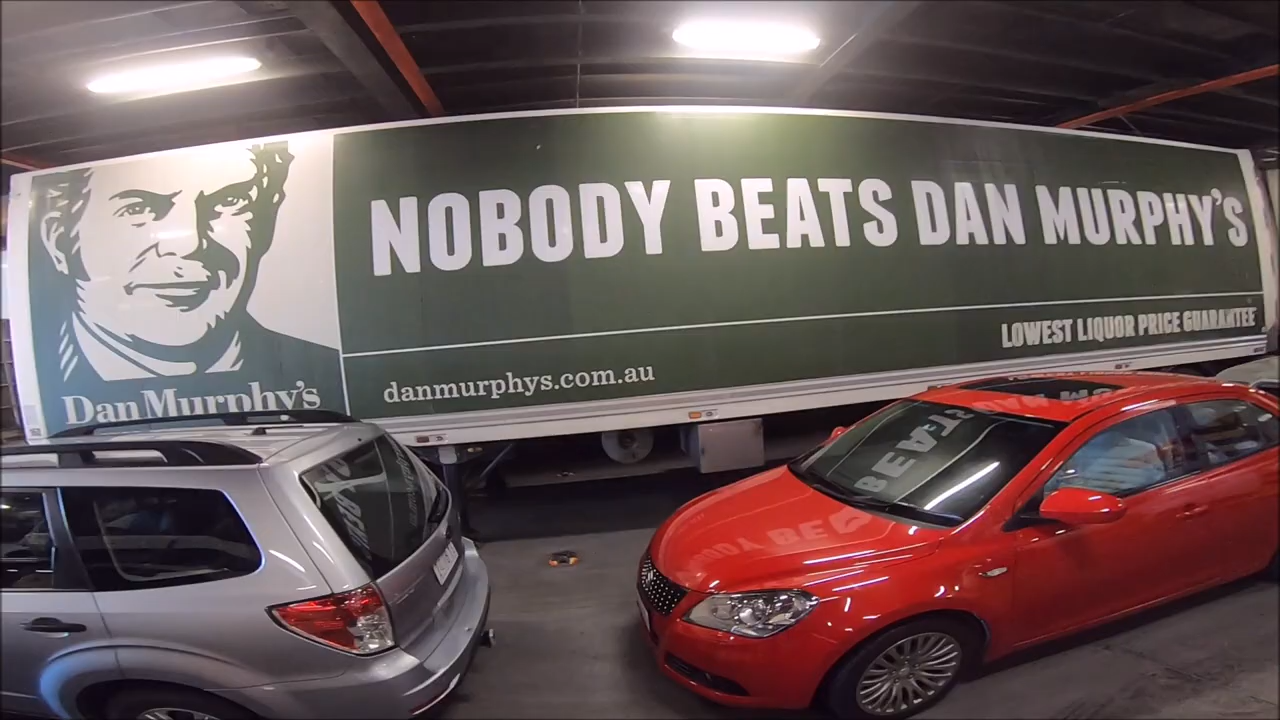 NOBODY BEATS DAN MURPHY'S
LOWEST LIQUOR PRICE GUARANTEE
danmurphys.com.au
Dan Murphy's